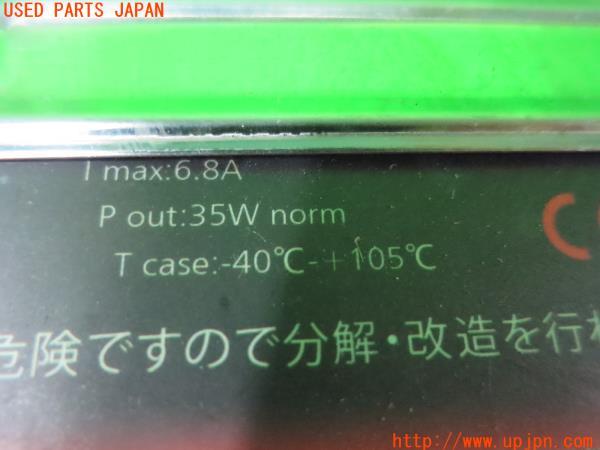 USED PARTS JAPAN
I max:6.8A
P out:35W norm
T case:-40℃-+105℃
危険ですので分解・改造を行
http://www.upjpn.com